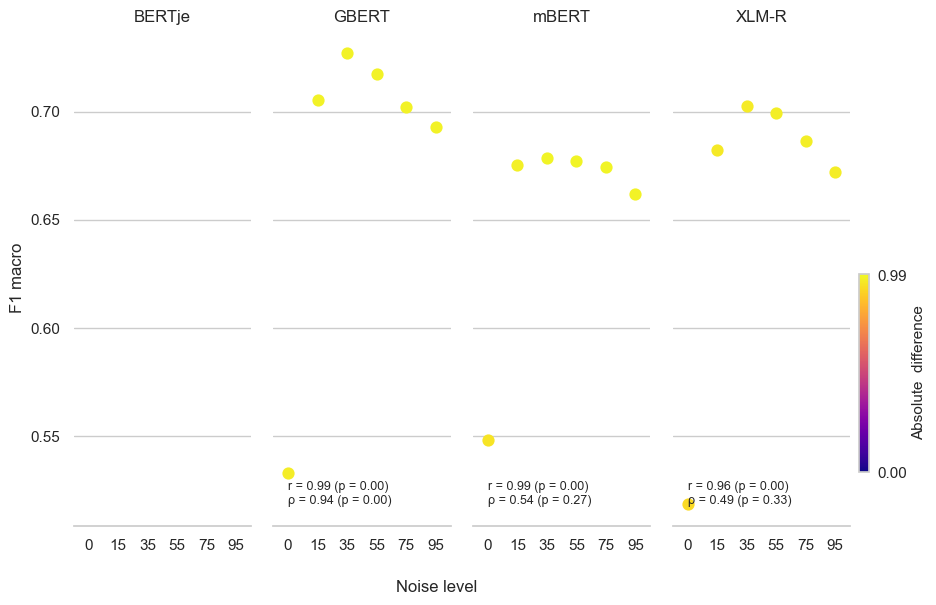 BERTje
GBERT
mBERT
XLM-R
F1 macro
0.70
0.65
0.60
0.55
r = 0.99 (p = 0.00)
ρ = 0.94 (p = 0.00)
r = 0.99 (p = 0.00)
ρ = 0.54 (p = 0.27)
r = 0.96 (p = 0.00)
ρ = 0.49 (p = 0.33)
0 15 35 55 75 95
0 15 35 55 75 95
0 15 35 55 75 95
0 15 35 55 75 95
Noise level
0.99
0.00
Absolute difference